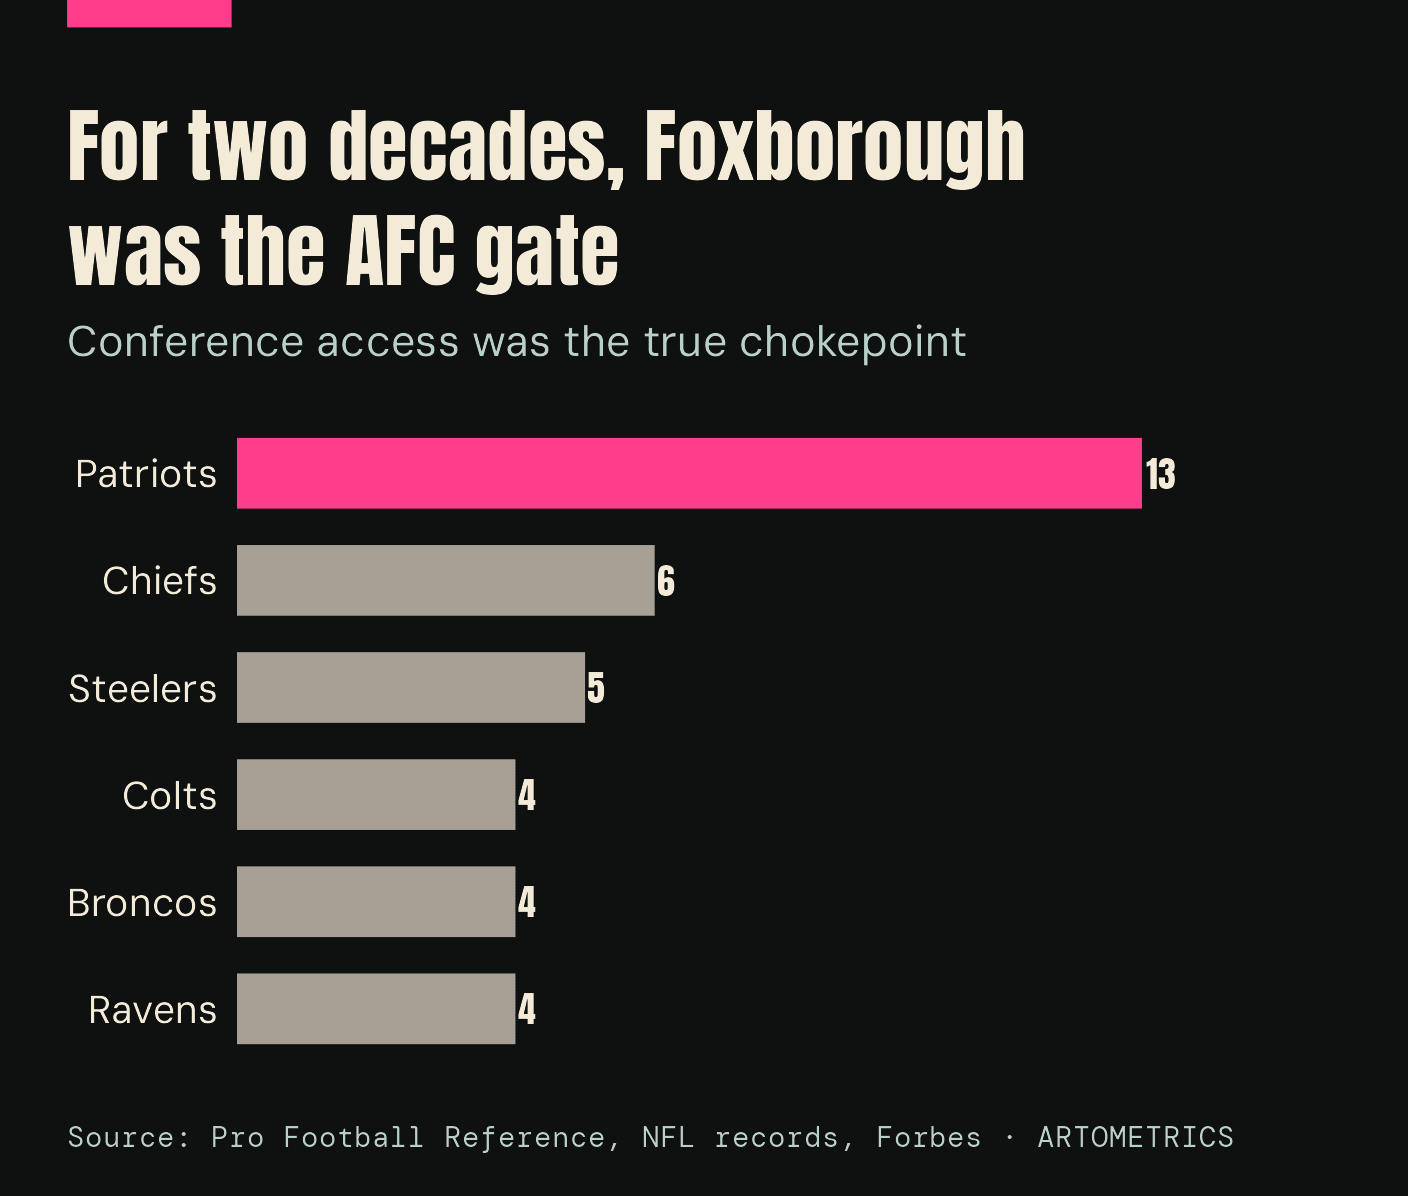 For two decades, Foxborough
was the AFC gate
Conference access was the true chokepoint
Patriots 13
Chiefs 6
Steelers 5
Colts 4
Broncos 4
Ravens 4
Source: Pro Football Reference, NFL records, Forbes · ARTOMETRICS